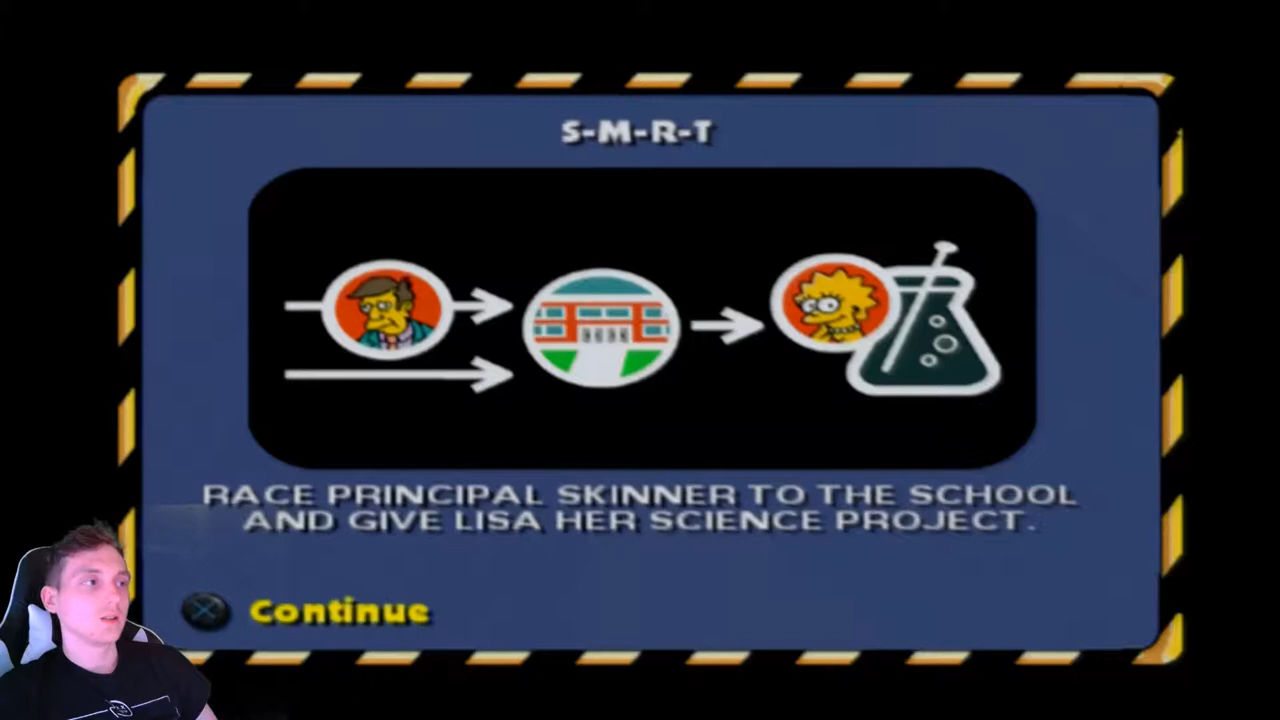 S-M-R-T
RACE PRINCIPAL SKINNER TO THE SCHOOL
AND GIVE LISA HER SCIENCE PROJECT.
Continue